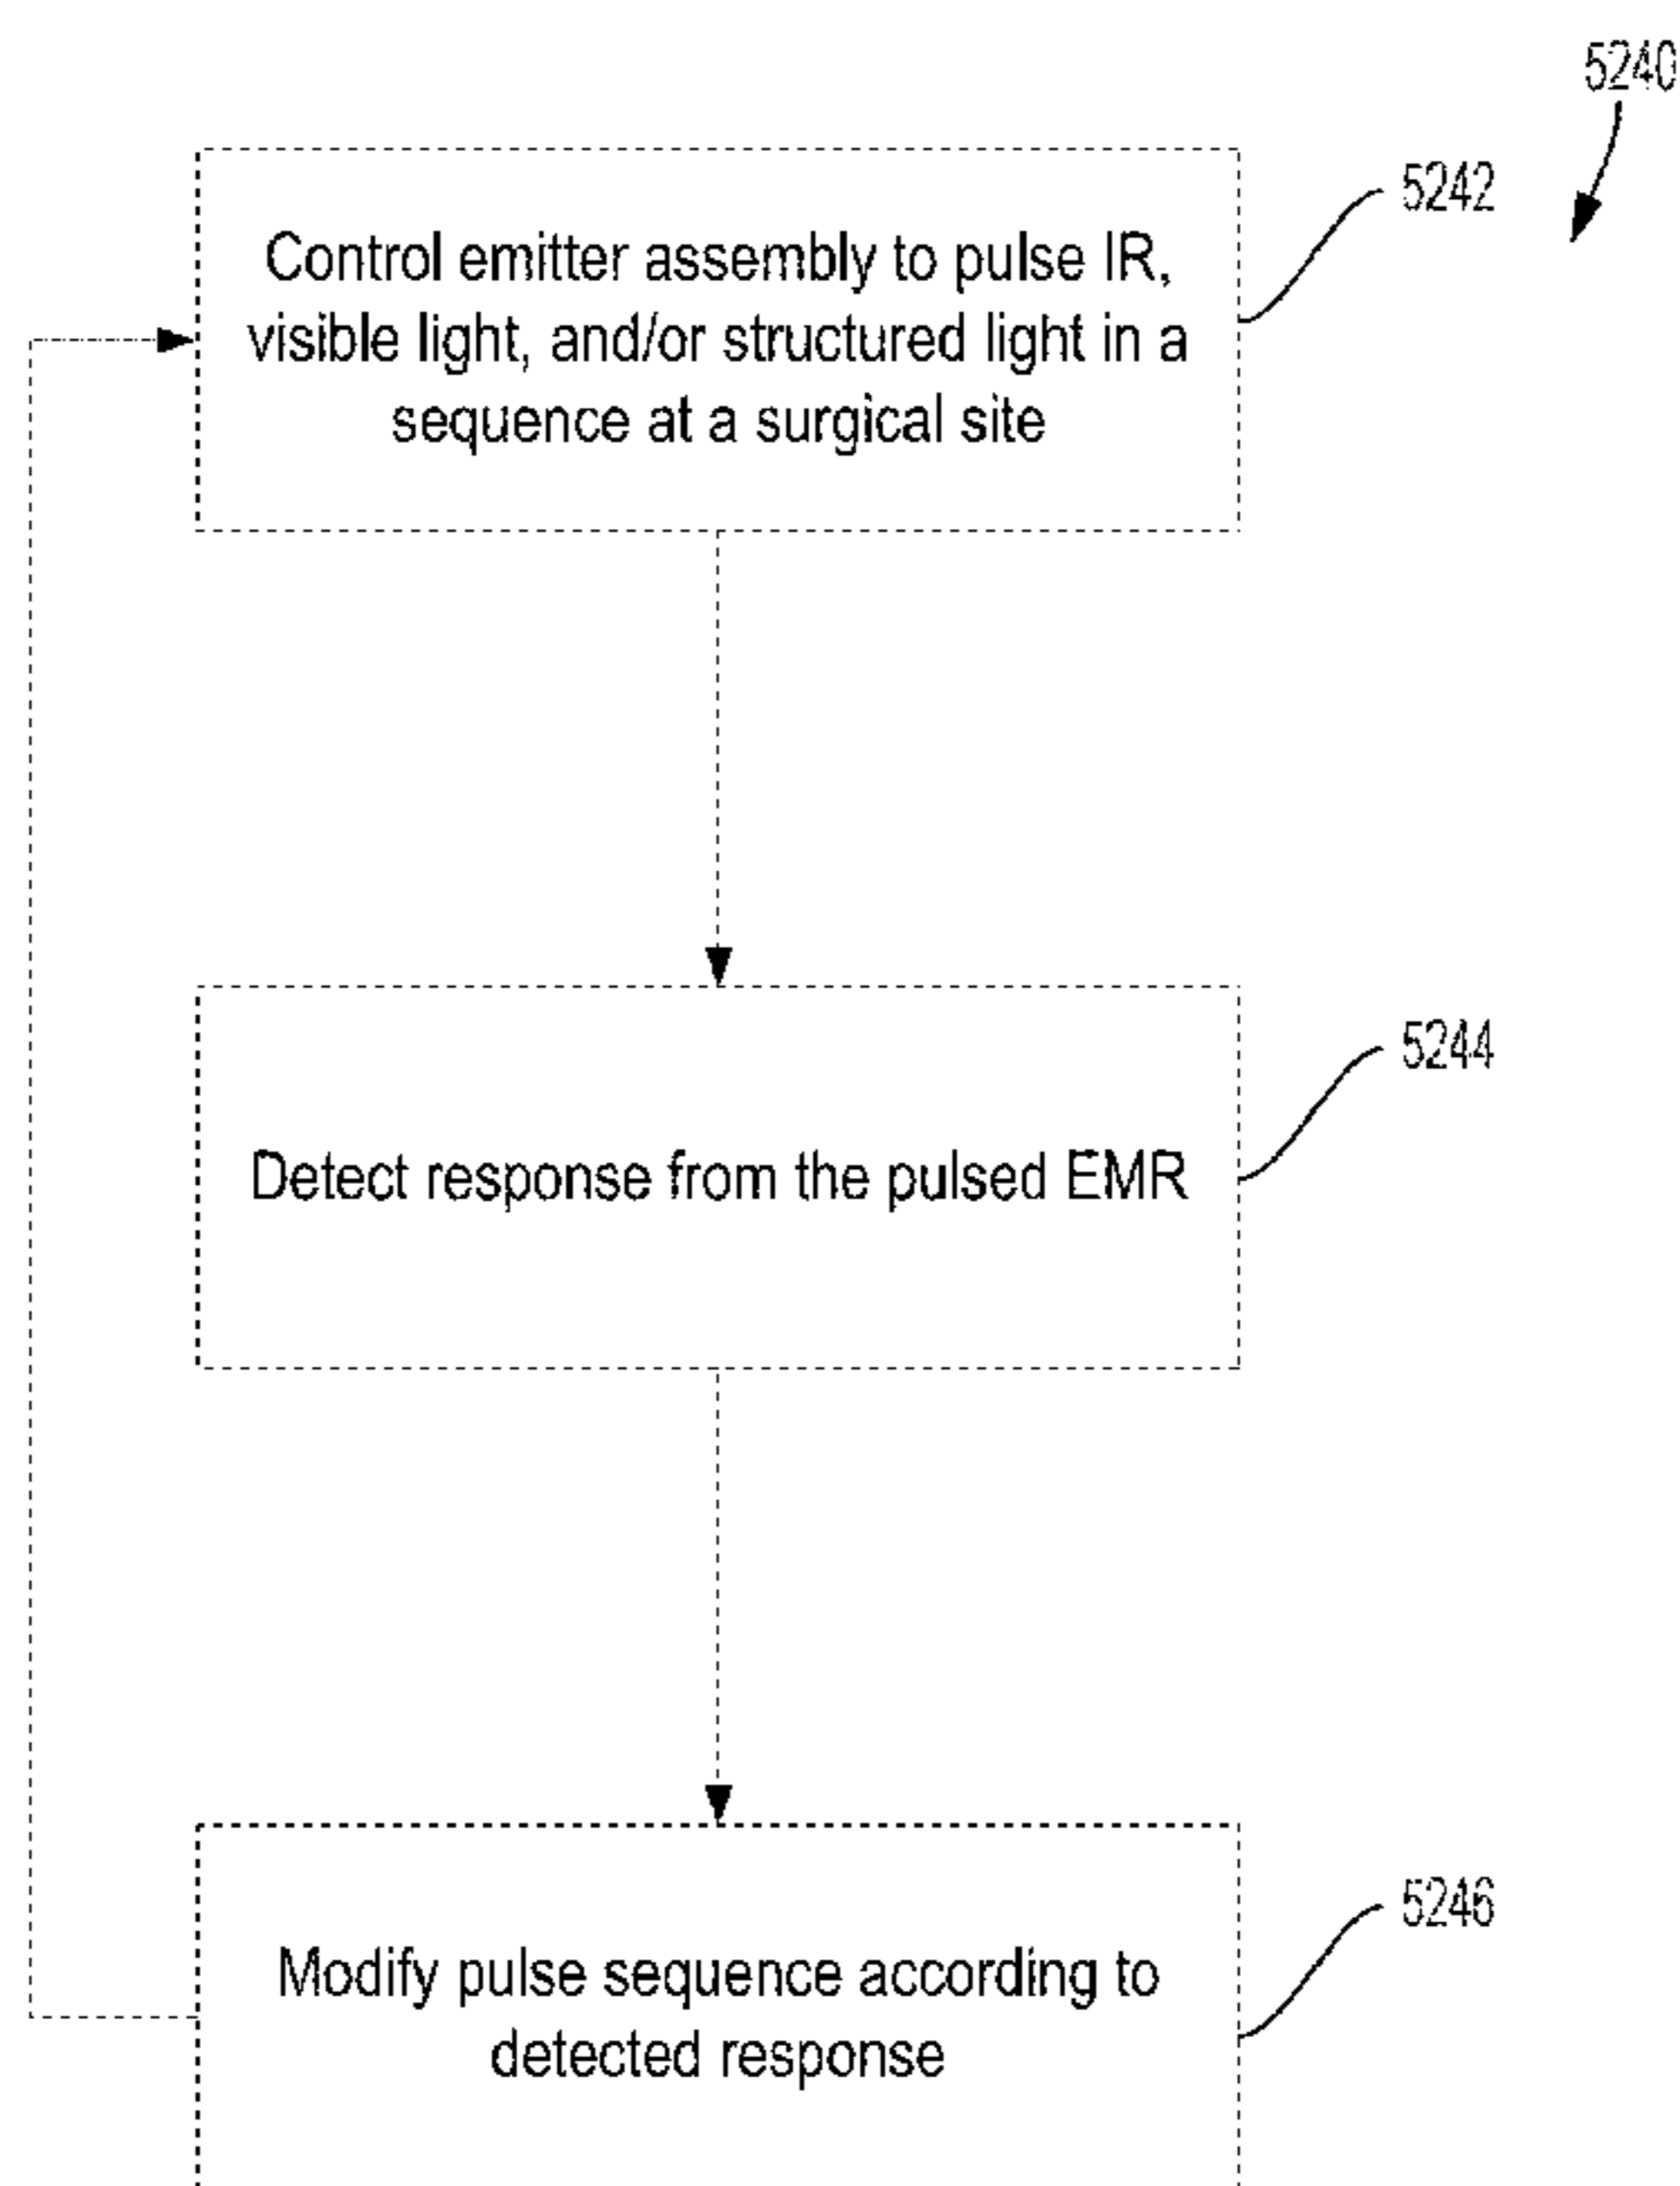 5240
5242
Control emitter assembly to pulse IR,
visible light, and/or structured light in a
sequence at a surgical site
5244
Detect response from the pulsed EMR
5246
Modify pulse sequence according to
detected response